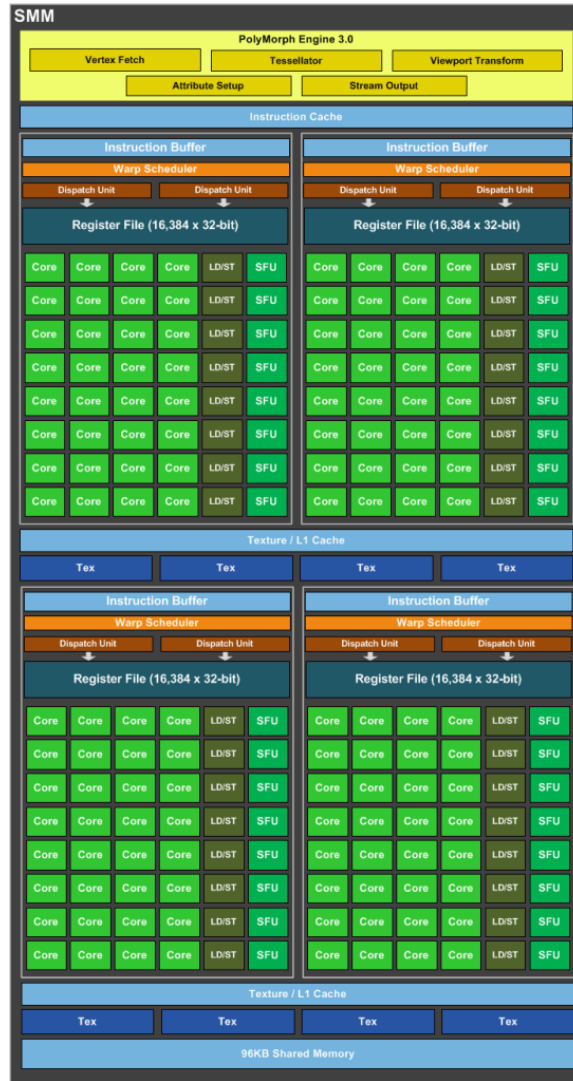 SMM
PolyMorph Engine 3.0
Vertex Fetch Tessellator Viewport Transform
Attribute Setup Stream Output
Instruction Cache
Instruction Buffer Instruction Buffer
Warp Scheduler Warp Scheduler
Dispatch Unit Dispatch Unit Dispatch Unit Dispatch Unit
Register File (16,384 x 32-bit) Register File (16,384 x 32-bit)
Core Core Core Core LD/ST SFU Core Core Core Core LD/ST SFU
Core Core Core Core LD/ST SFU Core Core Core Core LD/ST SFU
Core Core Core Core LD/ST SFU Core Core Core Core LD/ST SFU
Core Core Core Core LD/ST SFU Core Core Core Core LD/ST SFU
Core Core Core Core LD/ST SFU Core Core Core Core LD/ST SFU
Core Core Core Core LD/ST SFU Core Core Core Core LD/ST SFU
Core Core Core Core LD/ST SFU Core Core Core Core LD/ST SFU
Core Core Core Core LD/ST SFU Core Core Core Core LD/ST SFU
Texture / L1 Cache
Tex Tex Tex Tex
Instruction Buffer Instruction Buffer
Warp Scheduler Warp Scheduler
Dispatch Unit Dispatch Unit Dispatch Unit Dispatch Unit
Register File (16,384 x 32-bit) Register File (16,384 x 32-bit)
Core Core Core Core LD/ST SFU Core Core Core Core LD/ST SFU
Core Core Core Core LD/ST SFU Core Core Core Core LD/ST SFU
Core Core Core Core LD/ST SFU Core Core Core Core LD/ST SFU
Core Core Core Core LD/ST SFU Core Core Core Core LD/ST SFU
Core Core Core Core LD/ST SFU Core Core Core Core LD/ST SFU
Core Core Core Core LD/ST SFU Core Core Core Core LD/ST SFU
Core Core Core Core LD/ST SFU Core Core Core Core LD/ST SFU
Core Core Core Core LD/ST SFU Core Core Core Core LD/ST SFU
Texture / L1 Cache
Tex Tex Tex Tex
96KB Shared Memory